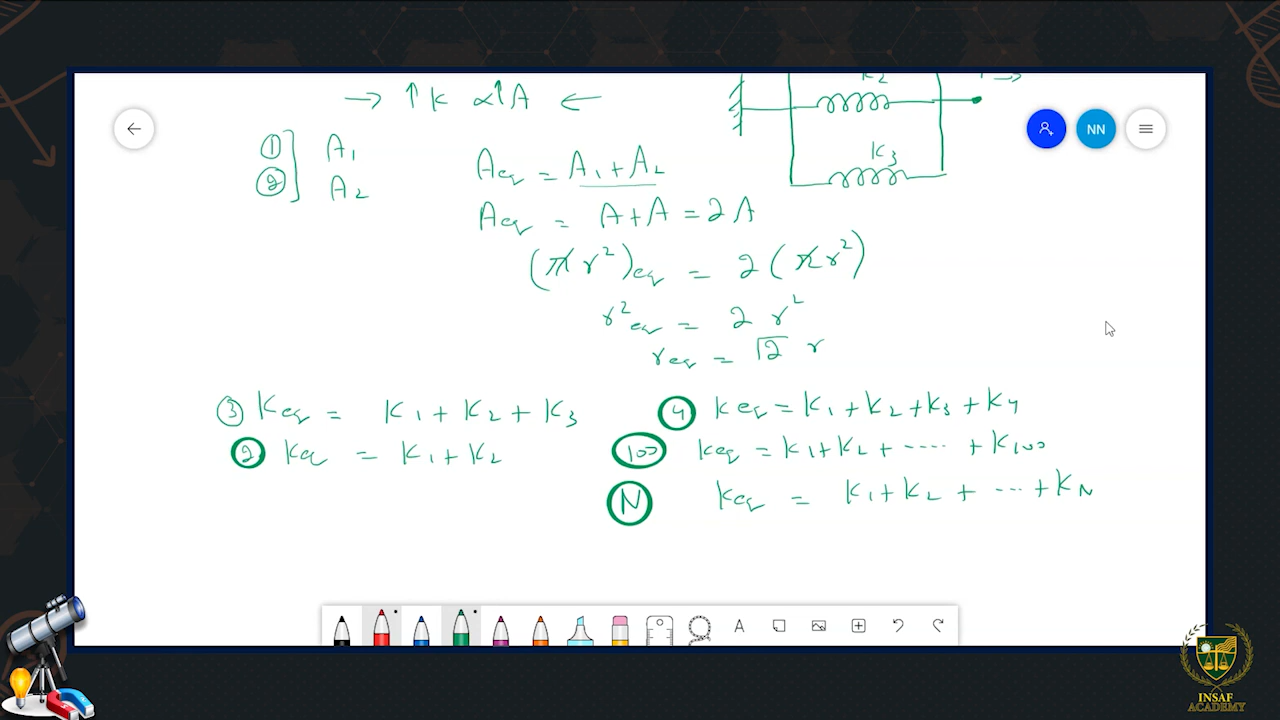 → ↑K ∝↑A ←
K2
①
②
A1
A2
Aeq = A1 + A2
Aeq = A + A = 2A
(πr²)eq = 2(πr²)
r²eq = 2 r²
req = √2 r
K3
NN
③ Keq = K1 + K2 + K3
② Keq = K1 + K2
④ Keq = K1 + K2 + K3 + K4
(100) Keq = K1 + K2 + ----- + K100
(N) Keq = K1 + K2 + --- + KN
A
INSAF
ACADEMY